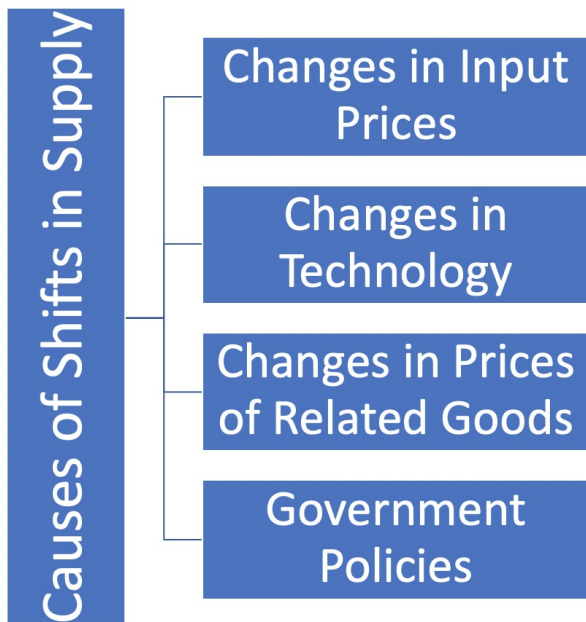 Causes of Shifts in Supply
Changes in Input
Prices
Changes in
Technology
Changes in Prices
of Related Goods
Government
Policies